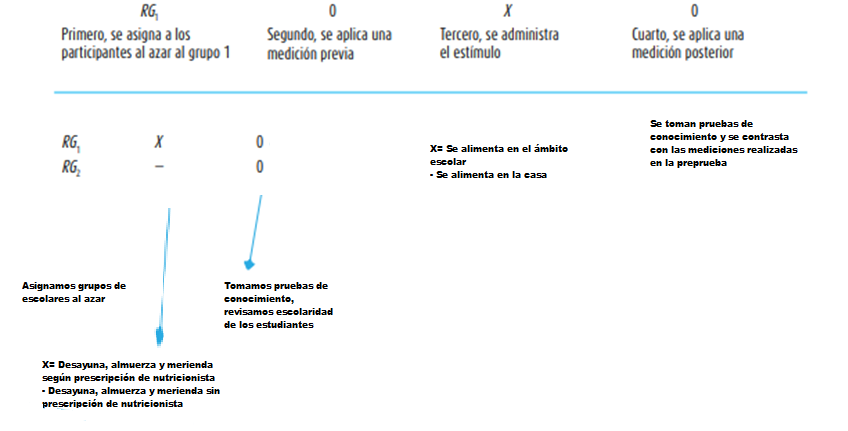 RG₁
Primero, se asigna a los
participantes al azar al grupo 1
0
Segundo, se aplica una
medición previa
X
Tercero, se administra
el estímulo
0
Cuarto, se aplica una
medición posterior
RG₁ X 0
RG₂ – 0
X= Se alimenta en el ámbito
escolar
- Se alimenta en la casa
Se toman pruebas de
conocimiento y se contrasta
con las mediciones realizadas
en la preprueba
Asignamos grupos de
escolares al azar
Tomamos pruebas de
conocimiento,
revisamos escolaridad
de los estudiantes
X= Desayuna, almuerza y merienda
según prescripción de nutricionista
- Desayuna, almuerza y merienda sin
prescripción de nutricionista